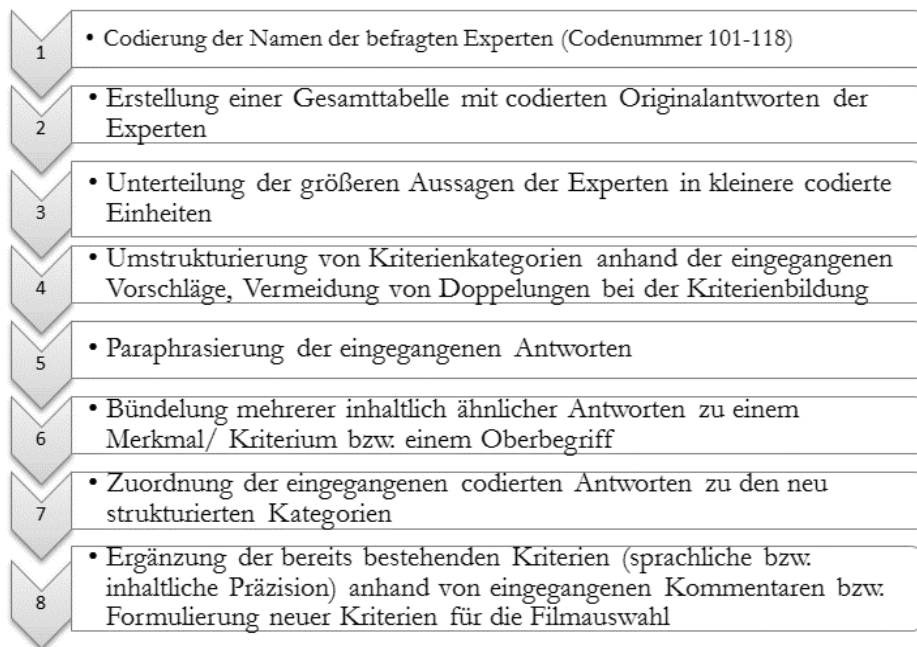 1
• Codierung der Namen der befragten Experten (Codenummer 101-118)
2
• Erstellung einer Gesamttabelle mit codierten Originalantworten der
Experten
3
• Unterteilung der größeren Aussagen der Experten in kleinere codierte
Einheiten
4
• Umstrukturierung von Kriterienkategorien anhand der eingegangenen
Vorschläge, Vermeidung von Doppelungen bei der Kriterienbildung
5
• Paraphrasierung der eingegangenen Antworten
6
• Bündelung mehrerer inhaltlich ähnlicher Antworten zu einem
Merkmal/ Kriterium bzw. einem Oberbegriff
7
• Zuordnung der eingegangenen codierten Antworten zu den neu
strukturierten Kategorien
8
• Ergänzung der bereits bestehenden Kriterien (sprachliche bzw.
inhaltliche Präzision) anhand von eingegangenen Kommentaren bzw.
Formulierung neuer Kriterien für die Filmauswahl